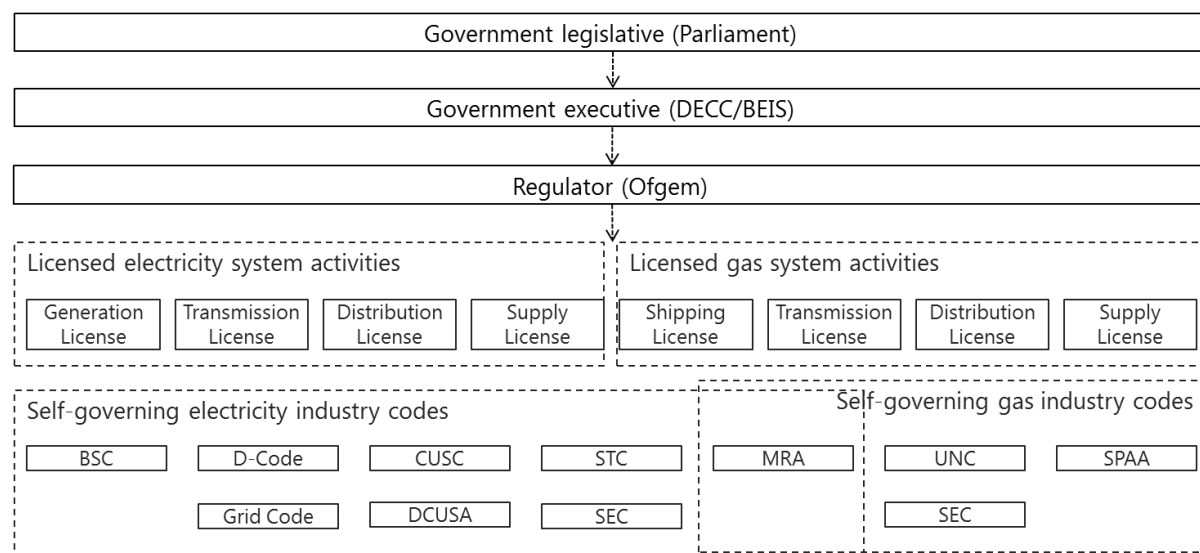 Government legislative (Parliament)
Government executive (DECC/BEIS)
Regulator (Ofgem)
Licensed electricity system activities
Licensed gas system activities
Generation
License
Transmission
License
Distribution
License
Supply
License
Shipping
License
Transmission
License
Distribution
License
Supply
License
Self-governing electricity industry codes
Self-governing gas industry codes
BSC
D-Code
CUSC
STC
MRA
UNC
SPAA
Grid Code
DCUSA
SEC
SEC